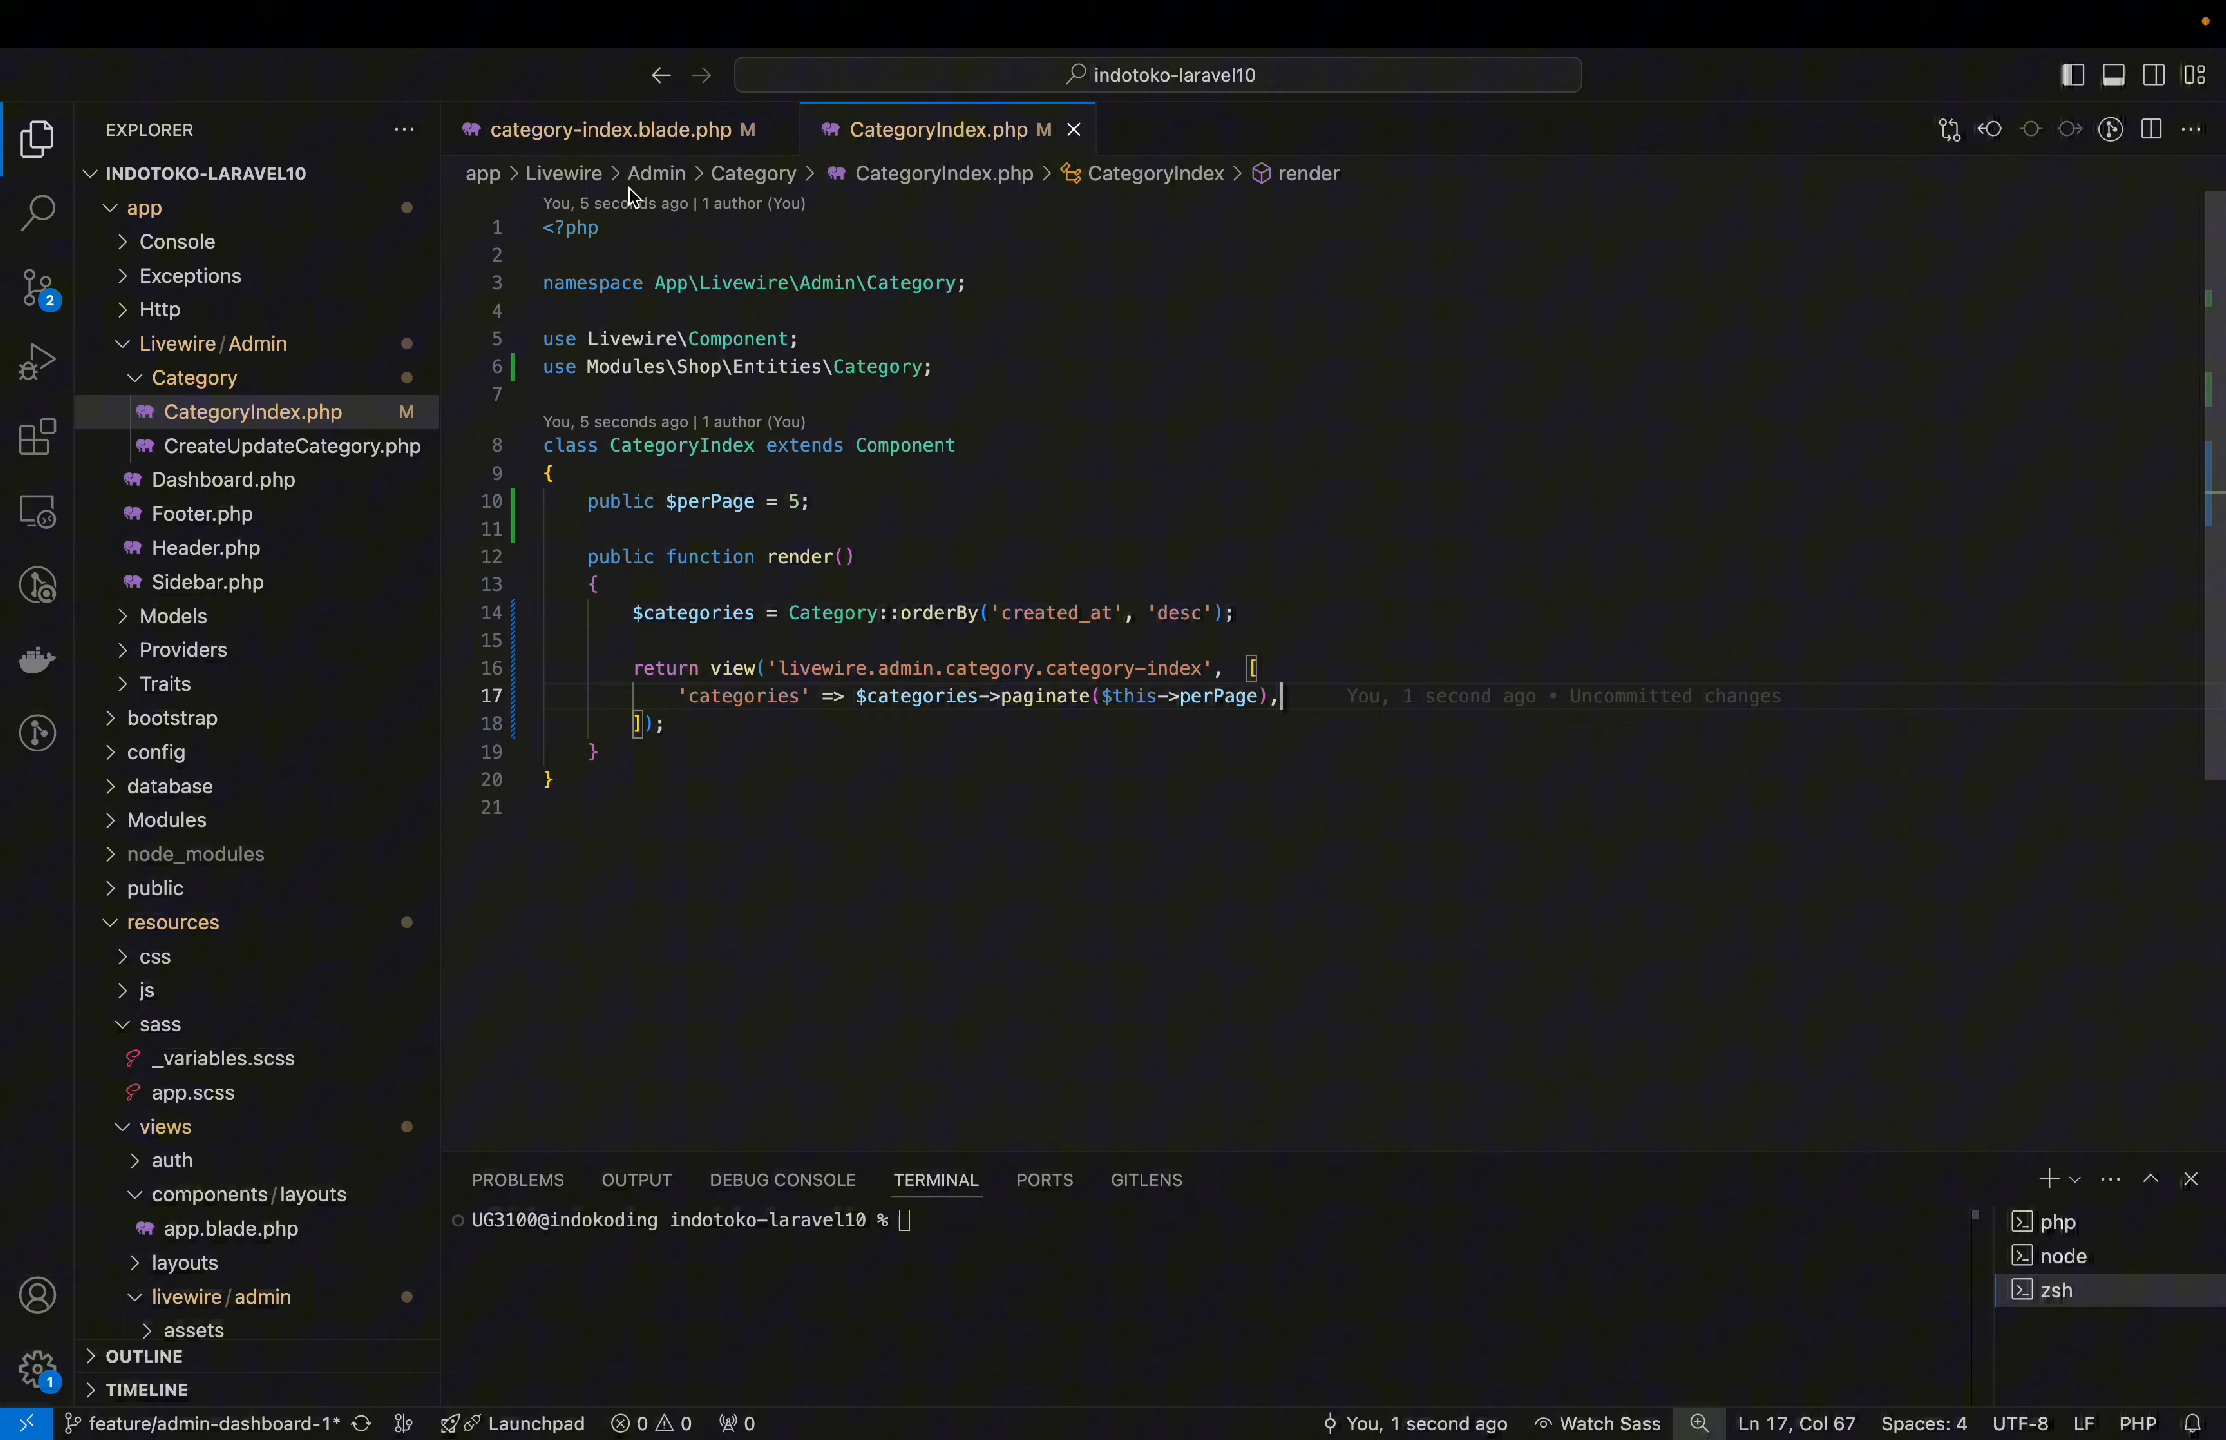 indotoko-laravel10
EXPLORER
category-index.blade.php M
CategoryIndex.php M
app > Livewire > Admin > Category > CategoryIndex.php > CategoryIndex > render
INDOTOKO-LARAVEL10
app
Console
Exceptions
Http
Livewire/Admin
Category
CategoryIndex.php M
CreateUpdateCategory.php
Dashboard.php
Footer.php
Header.php
Sidebar.php
Models
Providers
Traits
bootstrap
config
database
Modules
node_modules
public
resources
css
js
sass
_variables.scss
app.scss
views
auth
components/layouts
app.blade.php
layouts
livewire/admin
assets
OUTLINE
TIMELINE
2
1
You, 5 seconds ago | 1 author (You)
1 <?php
2
3 namespace App\Livewire\Admin\Category;
4
5 use Livewire\Component;
6 use Modules\Shop\Entities\Category;
7
You, 5 seconds ago | 1 author (You)
8 class CategoryIndex extends Component
9 {
10 public $perPage = 5;
11
12 public function render()
13 {
14 $categories = Category::orderBy('created_at', 'desc');
15
16 return view('livewire.admin.category.category-index', [
17 'categories' => $categories->paginate($this->perPage), You, 1 second ago • Uncommitted changes
18 ]);
19 }
20 }
21
PROBLEMS OUTPUT DEBUG CONSOLE TERMINAL PORTS GITLENS
UG3100@indokoding indotoko-laravel10 %
php
node
zsh
feature/admin-dashboard-1* Launchpad 0 0 0 You, 1 second ago Watch Sass Ln 17, Col 67 Spaces: 4 UTF-8 LF PHP